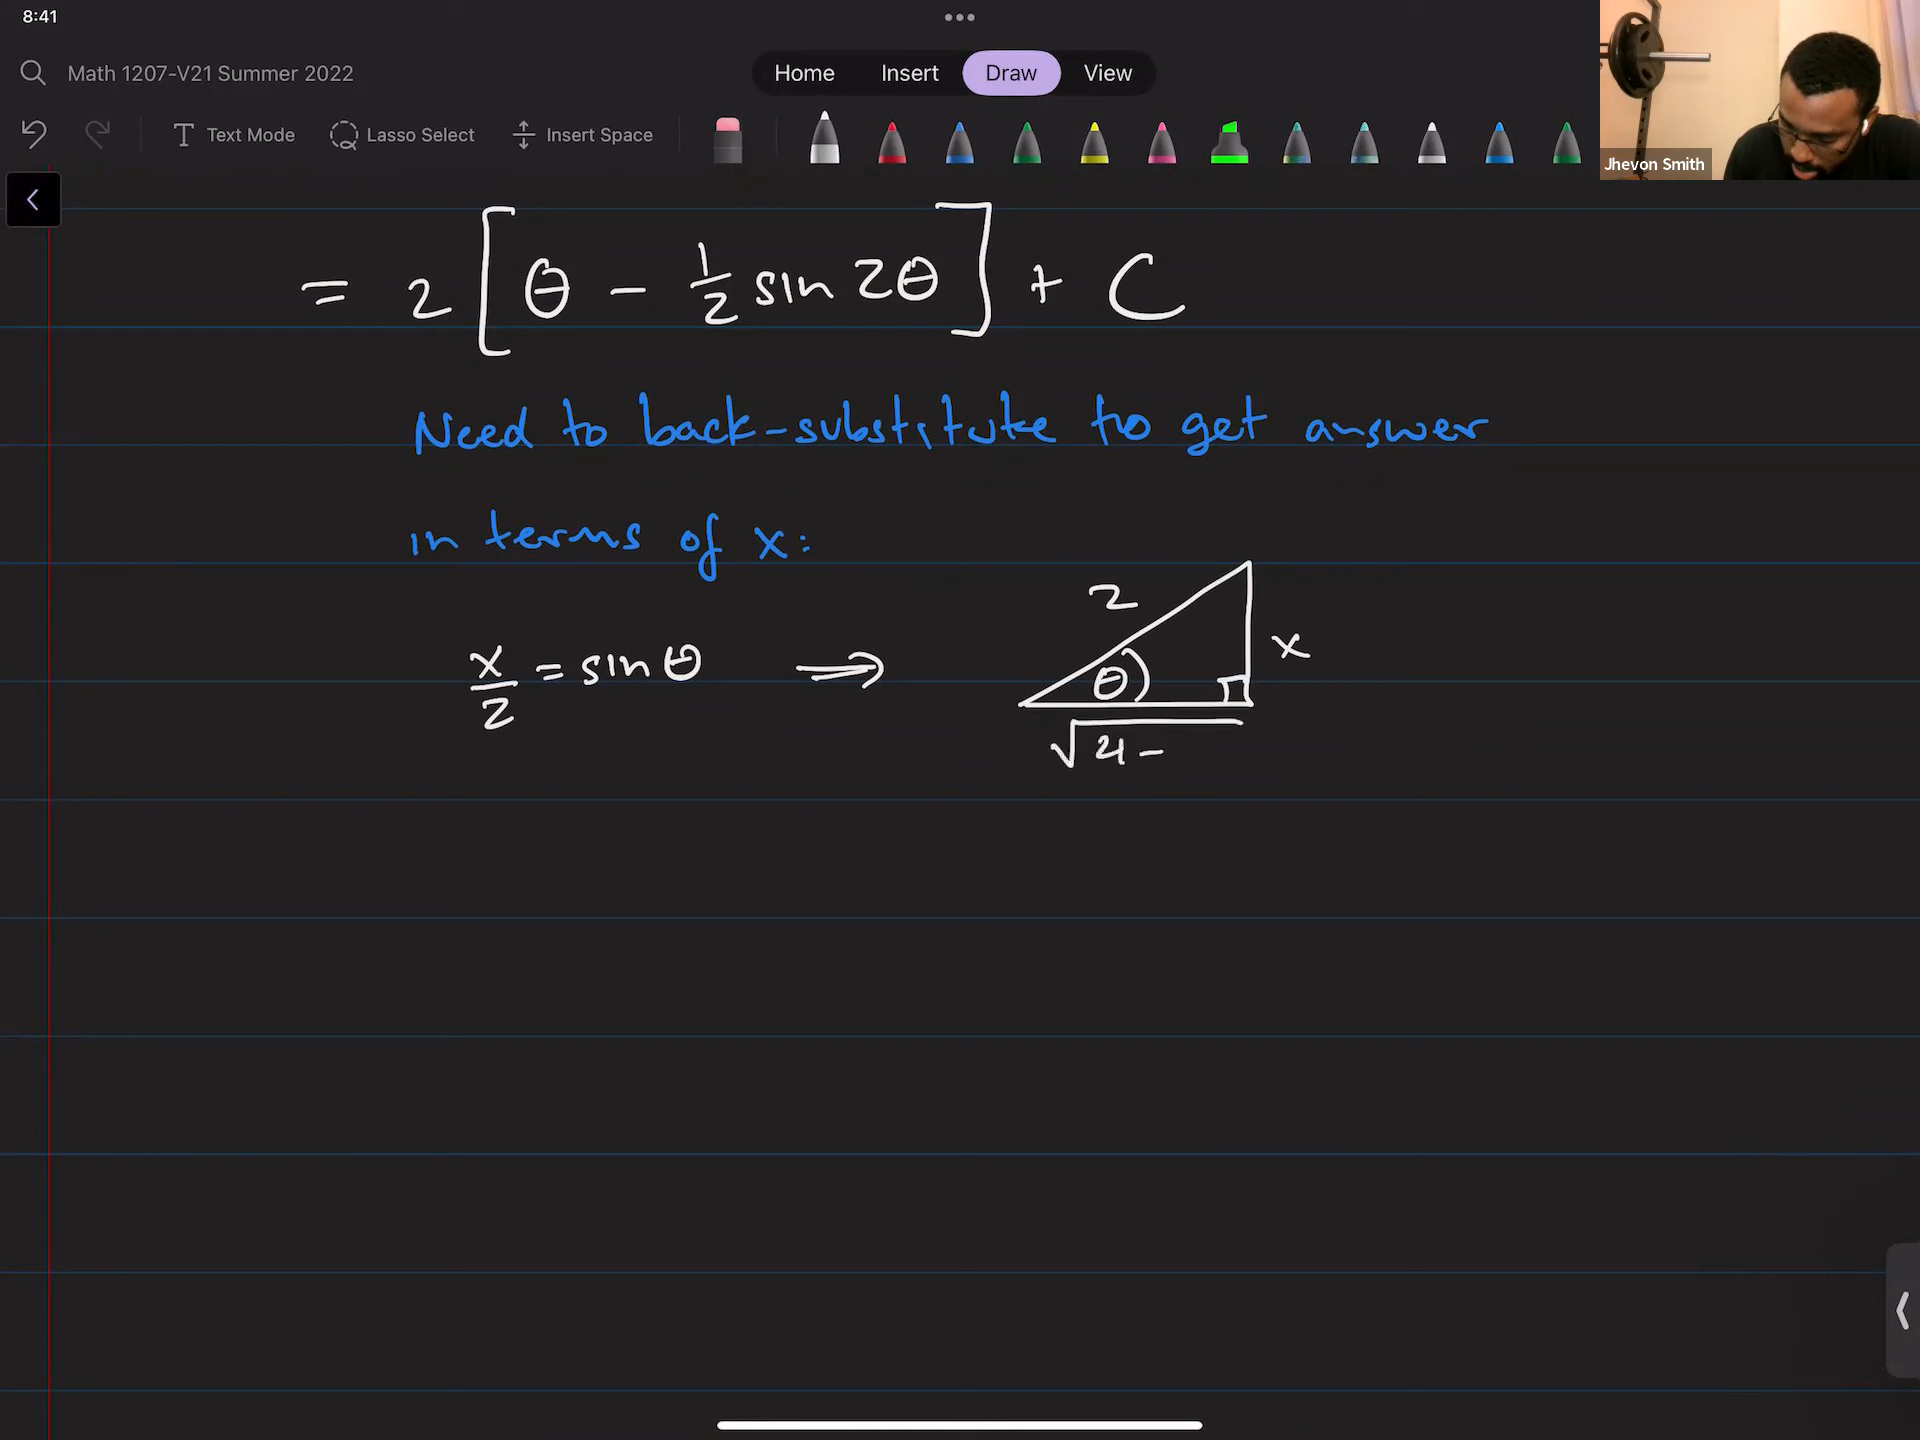 8:41
Math 1207-V21 Summer 2022
Home Insert Draw View
Text Mode Lasso Select Insert Space
Jhevon Smith
= 2 [ θ - 1/2 sin 2θ ] + C
Need to back-substitute to get answer
in terms of x:
2
x/2 = sin θ ⇒ θ x
√4 -